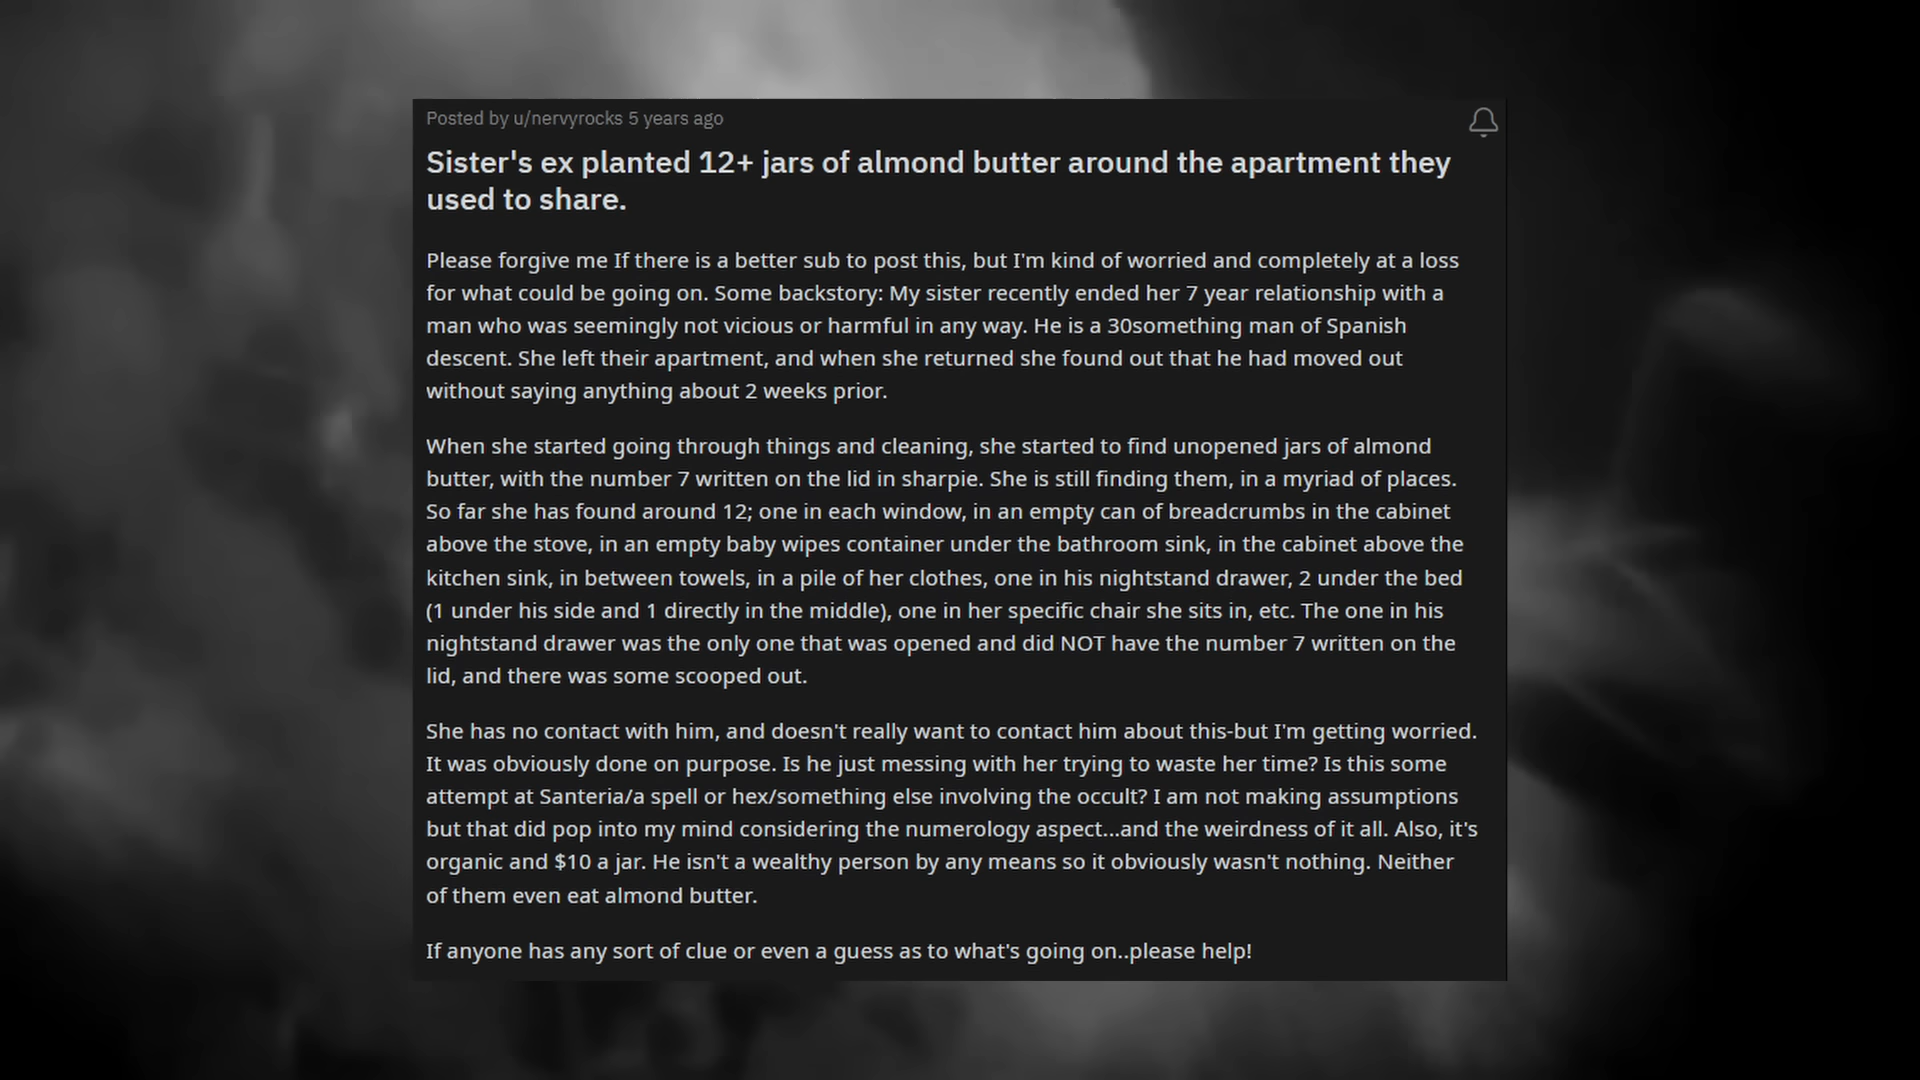 Posted by u/nervyrocks 5 years ago
Sister's ex planted 12+ jars of almond butter around the apartment they
used to share.
Please forgive me If there is a better sub to post this, but I'm kind of worried and completely at a loss
for what could be going on. Some backstory: My sister recently ended her 7 year relationship with a
man who was seemingly not vicious or harmful in any way. He is a 30something man of Spanish
descent. She left their apartment, and when she returned she found out that he had moved out
without saying anything about 2 weeks prior.
When she started going through things and cleaning, she started to find unopened jars of almond
butter, with the number 7 written on the lid in sharpie. She is still finding them, in a myriad of places.
So far she has found around 12; one in each window, in an empty can of breadcrumbs in the cabinet
above the stove, in an empty baby wipes container under the bathroom sink, in the cabinet above the
kitchen sink, in between towels, in a pile of her clothes, one in his nightstand drawer, 2 under the bed
(1 under his side and 1 directly in the middle), one in her specific chair she sits in, etc. The one in his
nightstand drawer was the only one that was opened and did NOT have the number 7 written on the
lid, and there was some scooped out.
She has no contact with him, and doesn't really want to contact him about this-but I'm getting worried.
It was obviously done on purpose. Is he just messing with her trying to waste her time? Is this some
attempt at Santeria/a spell or hex/something else involving the occult? I am not making assumptions
but that did pop into my mind considering the numerology aspect...and the weirdness of it all. Also, it's
organic and $10 a jar. He isn't a wealthy person by any means so it obviously wasn't nothing. Neither
of them even eat almond butter.
If anyone has any sort of clue or even a guess as to what's going on..please help!